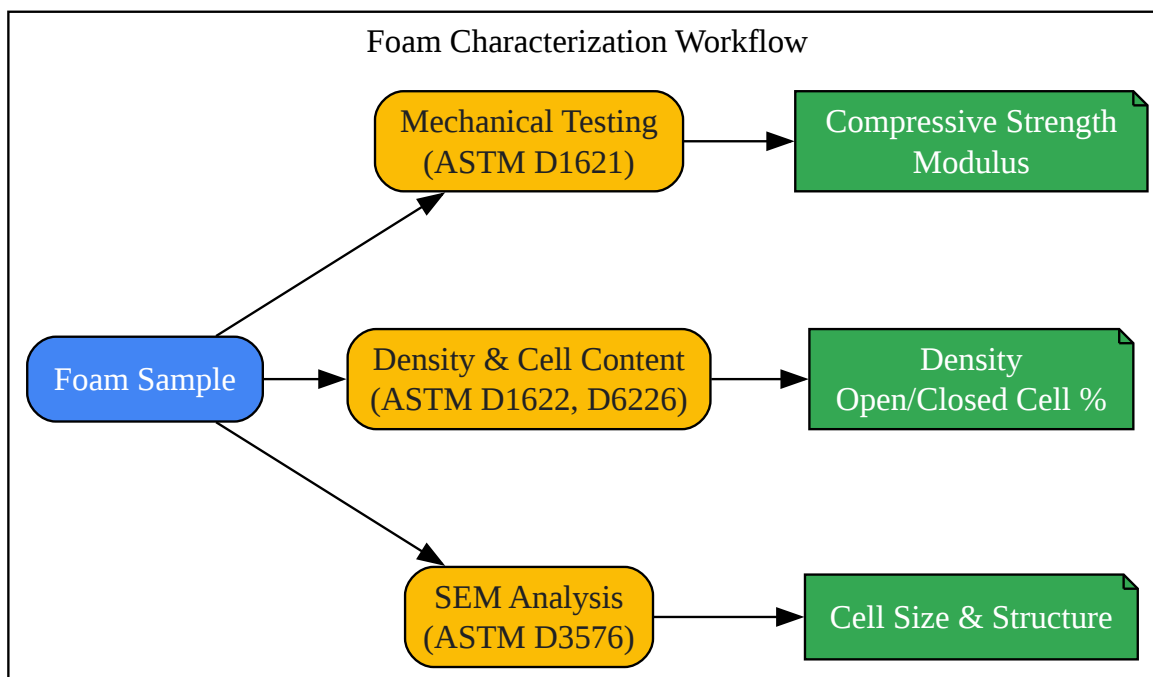 Foam Characterization Workflow
Mechanical Testing
(ASTM D1621)
Compressive Strength
Modulus
Foam Sample
Density & Cell Content
(ASTM D1622, D6226)
Density
Open/Closed Cell %
SEM Analysis
(ASTM D3576)
Cell Size & Structure